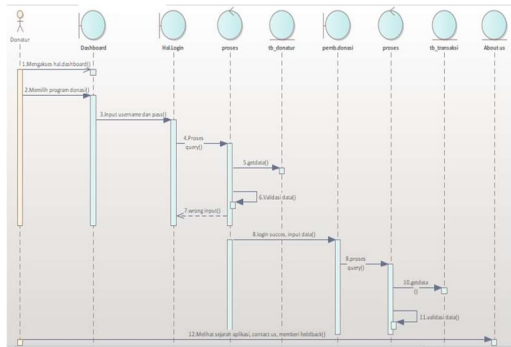 Donatur
Dashboard
Hal.Login
proses
tb_donatur
pemb.donasi
proses
tb_transaksi
About us
1.Mengakses hal.dashboard()
2.Memilih program donasi()
3.Input username dan pass()
4.Proses
query()
5.getdata()
6.Validasi data()
7.wrong input()
8.login succes, input data()
9.proses
query()
10.getdata
()
11.validasi data()
12.Melihat sejarah aplikasi, contact us, memberi feeldback()